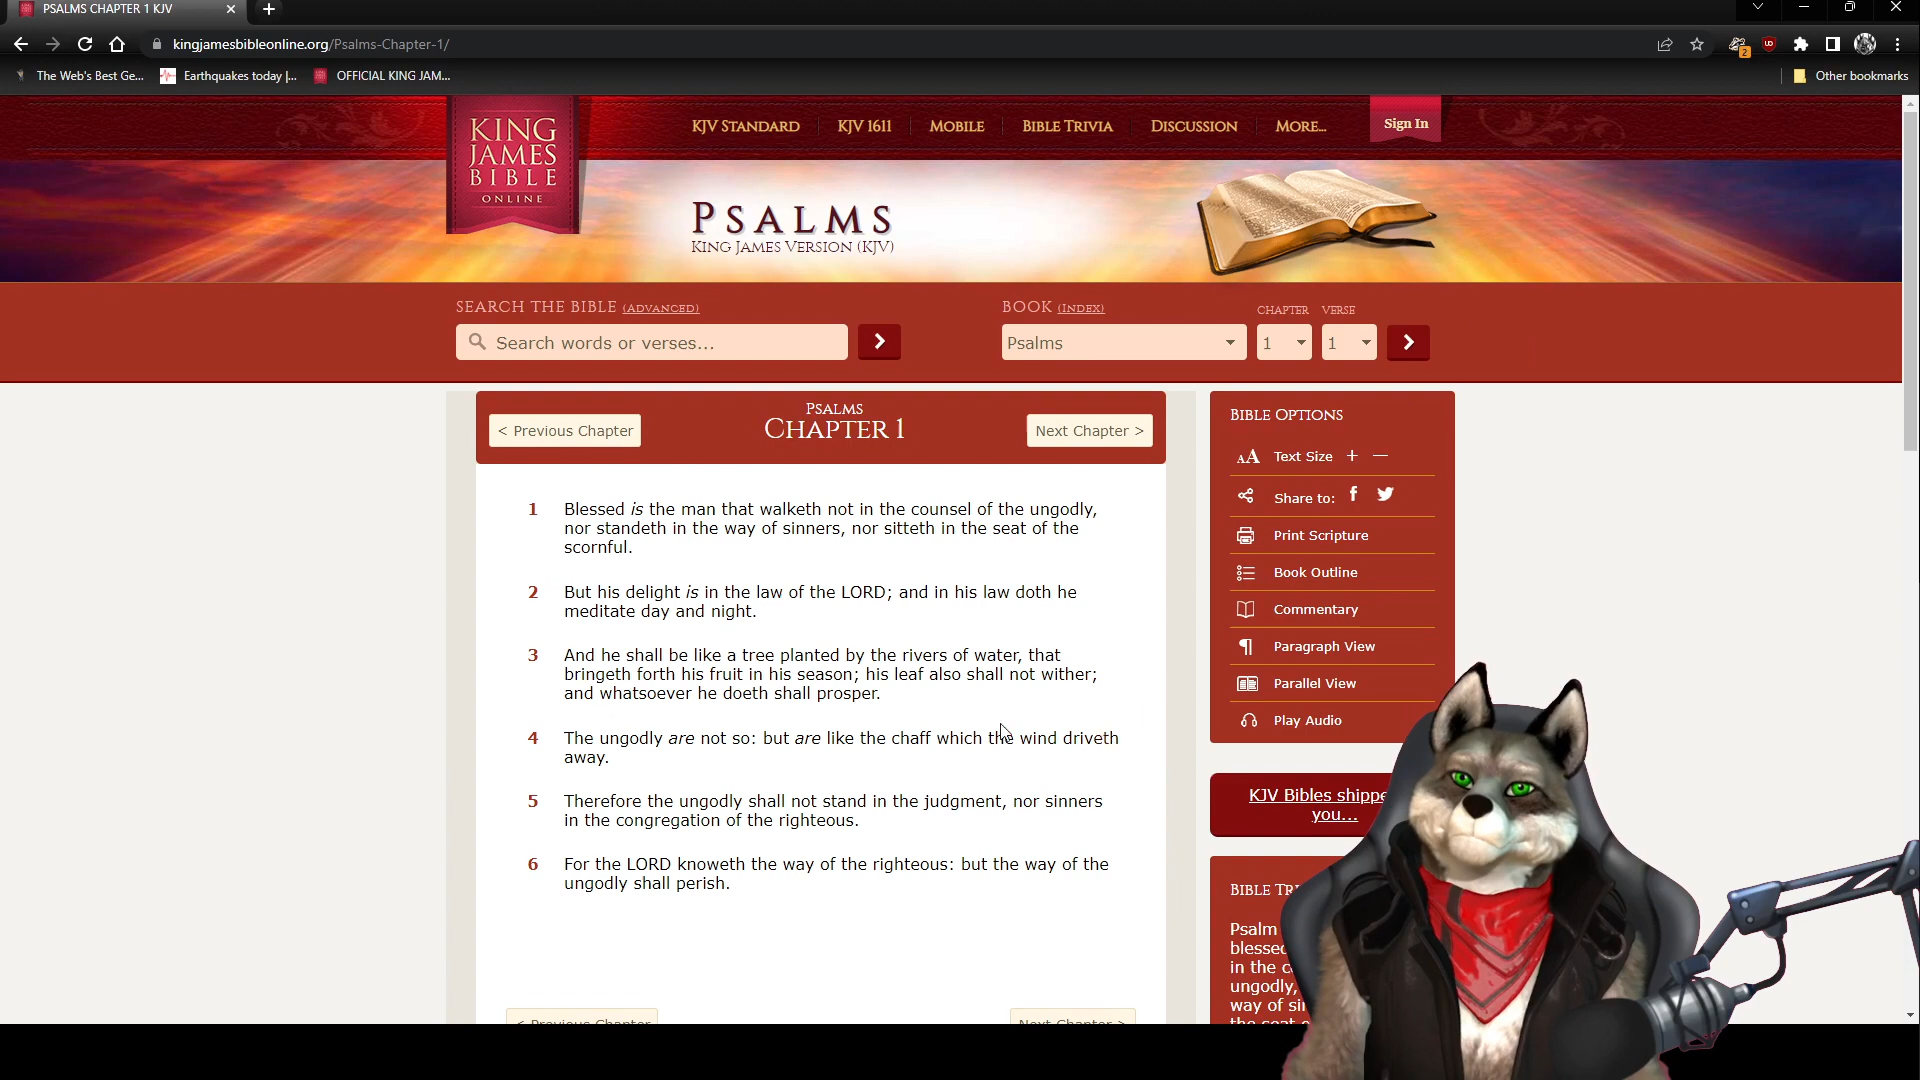 PSALMS CHAPTER 1 KJV
kingjamesbibleonline.org/Psalms-Chapter-1/
2
UD
The Web's Best Ge...
Earthquakes today |...
OFFICIAL KING JAM...
Other bookmarks
KING
JAMES
BIBLE
ONLINE
KJV STANDARD
KJV 1611
MOBILE
BIBLE TRIVIA
DISCUSSION
MORE...
Sign In
PSALMS
KING JAMES VERSION (KJV)
SEARCH THE BIBLE (ADVANCED)
Search words or verses...
BOOK (INDEX)
CHAPTER
VERSE
Psalms
1
1
< Previous Chapter
PSALMS
CHAPTER 1
Next Chapter >
1 Blessed is the man that walketh not in the counsel of the ungodly,
nor standeth in the way of sinners, nor sitteth in the seat of the
scornful.
2 But his delight is in the law of the LORD; and in his law doth he
meditate day and night.
3 And he shall be like a tree planted by the rivers of water, that
bringeth forth his fruit in his season; his leaf also shall not wither;
and whatsoever he doeth shall prosper.
4 The ungodly are not so: but are like the chaff which the wind driveth
away.
5 Therefore the ungodly shall not stand in the judgment, nor sinners
in the congregation of the righteous.
6 For the LORD knoweth the way of the righteous: but the way of the
ungodly shall perish.
< Previous Chapter
Next Chapter >
BIBLE OPTIONS
AA Text Size + —
Share to:
Print Scripture
Book Outline
Commentary
Paragraph View
Parallel View
Play Audio
KJV Bibles shippe
you...
BIBLE TR
Psalm
blessed
in the c
ungodly,
way of si
the seat o